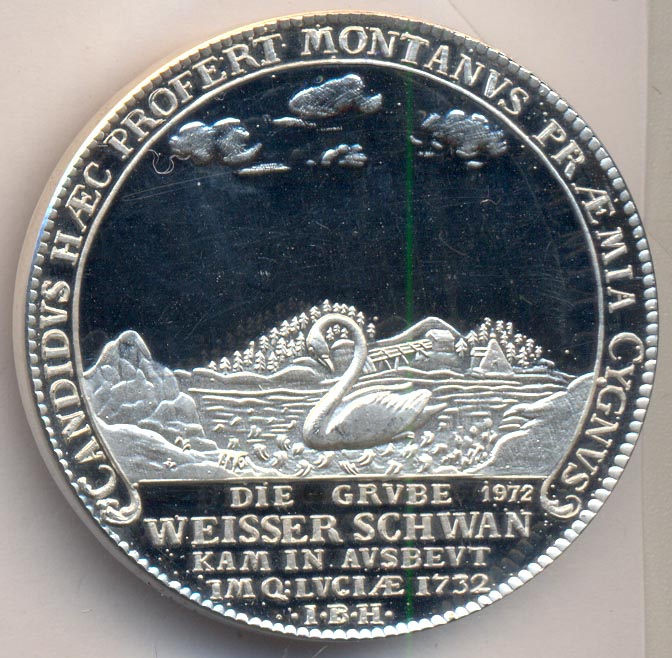 CANDIDVS HÆC PROFERT MONTANVS PRÆMIA CYGNVS
DIE GRVBE 1972
WEISSER SCHWAN
KAM IN AVSBEVT
IM Q: LVCIÆ 1732
·I·B·H·